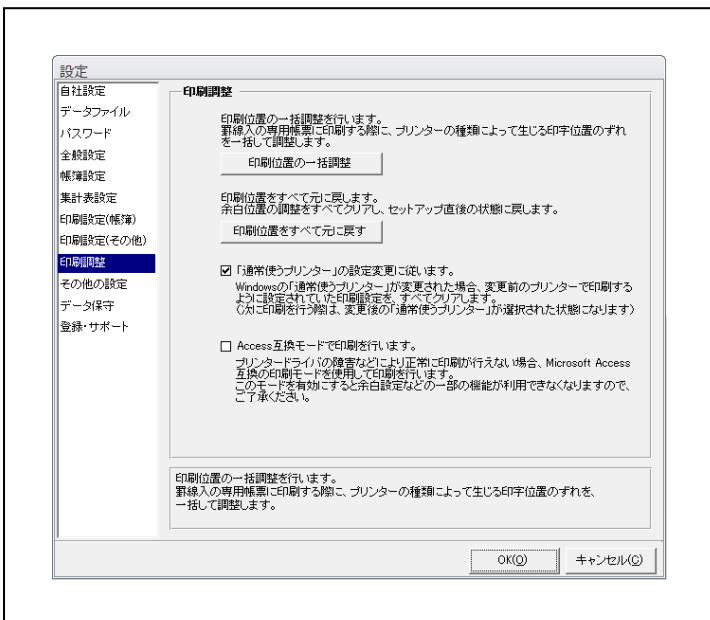 設定
自社設定
データファイル
パスワード
全般設定
帳簿設定
集計表設定
印刷設定(帳簿)
印刷設定(その他)
印刷調整
その他の設定
データ保守
登録・サポート
印刷調整
印刷位置の一括調整を行います。
罫線入の専用帳票に印刷する際に、プリンターの種類によって生じる印字位置のずれ
を一括して調整します。
印刷位置の一括調整
印刷位置をすべて元に戻します。
余白位置の調整をすべてクリアし、セットアップ直後の状態に戻します。
印刷位置をすべて元に戻す
「通常使うプリンター」の設定変更に従います。
Windowsの「通常使うプリンター」が変更された場合、変更前のプリンターで印刷する
ように設定されていた印刷設定を、すべてクリアします。
(次に印刷を行う際は、変更後の「通常使うプリンター」が選択された状態になります)
Access互換モードで印刷を行います。
プリンタードライバの障害などにより正常に印刷が行えない場合、Microsoft Access
互換の印刷モードを使用して印刷を行います。
このモードを有効にすると余白設定などの一部の機能が利用できなくなりますので、
ご了承ください。
印刷位置の一括調整を行います。
罫線入の専用帳票に印刷する際に、プリンターの種類によって生じる印字位置のずれを、
一括して調整します。
OK(O)
キャンセル(C)